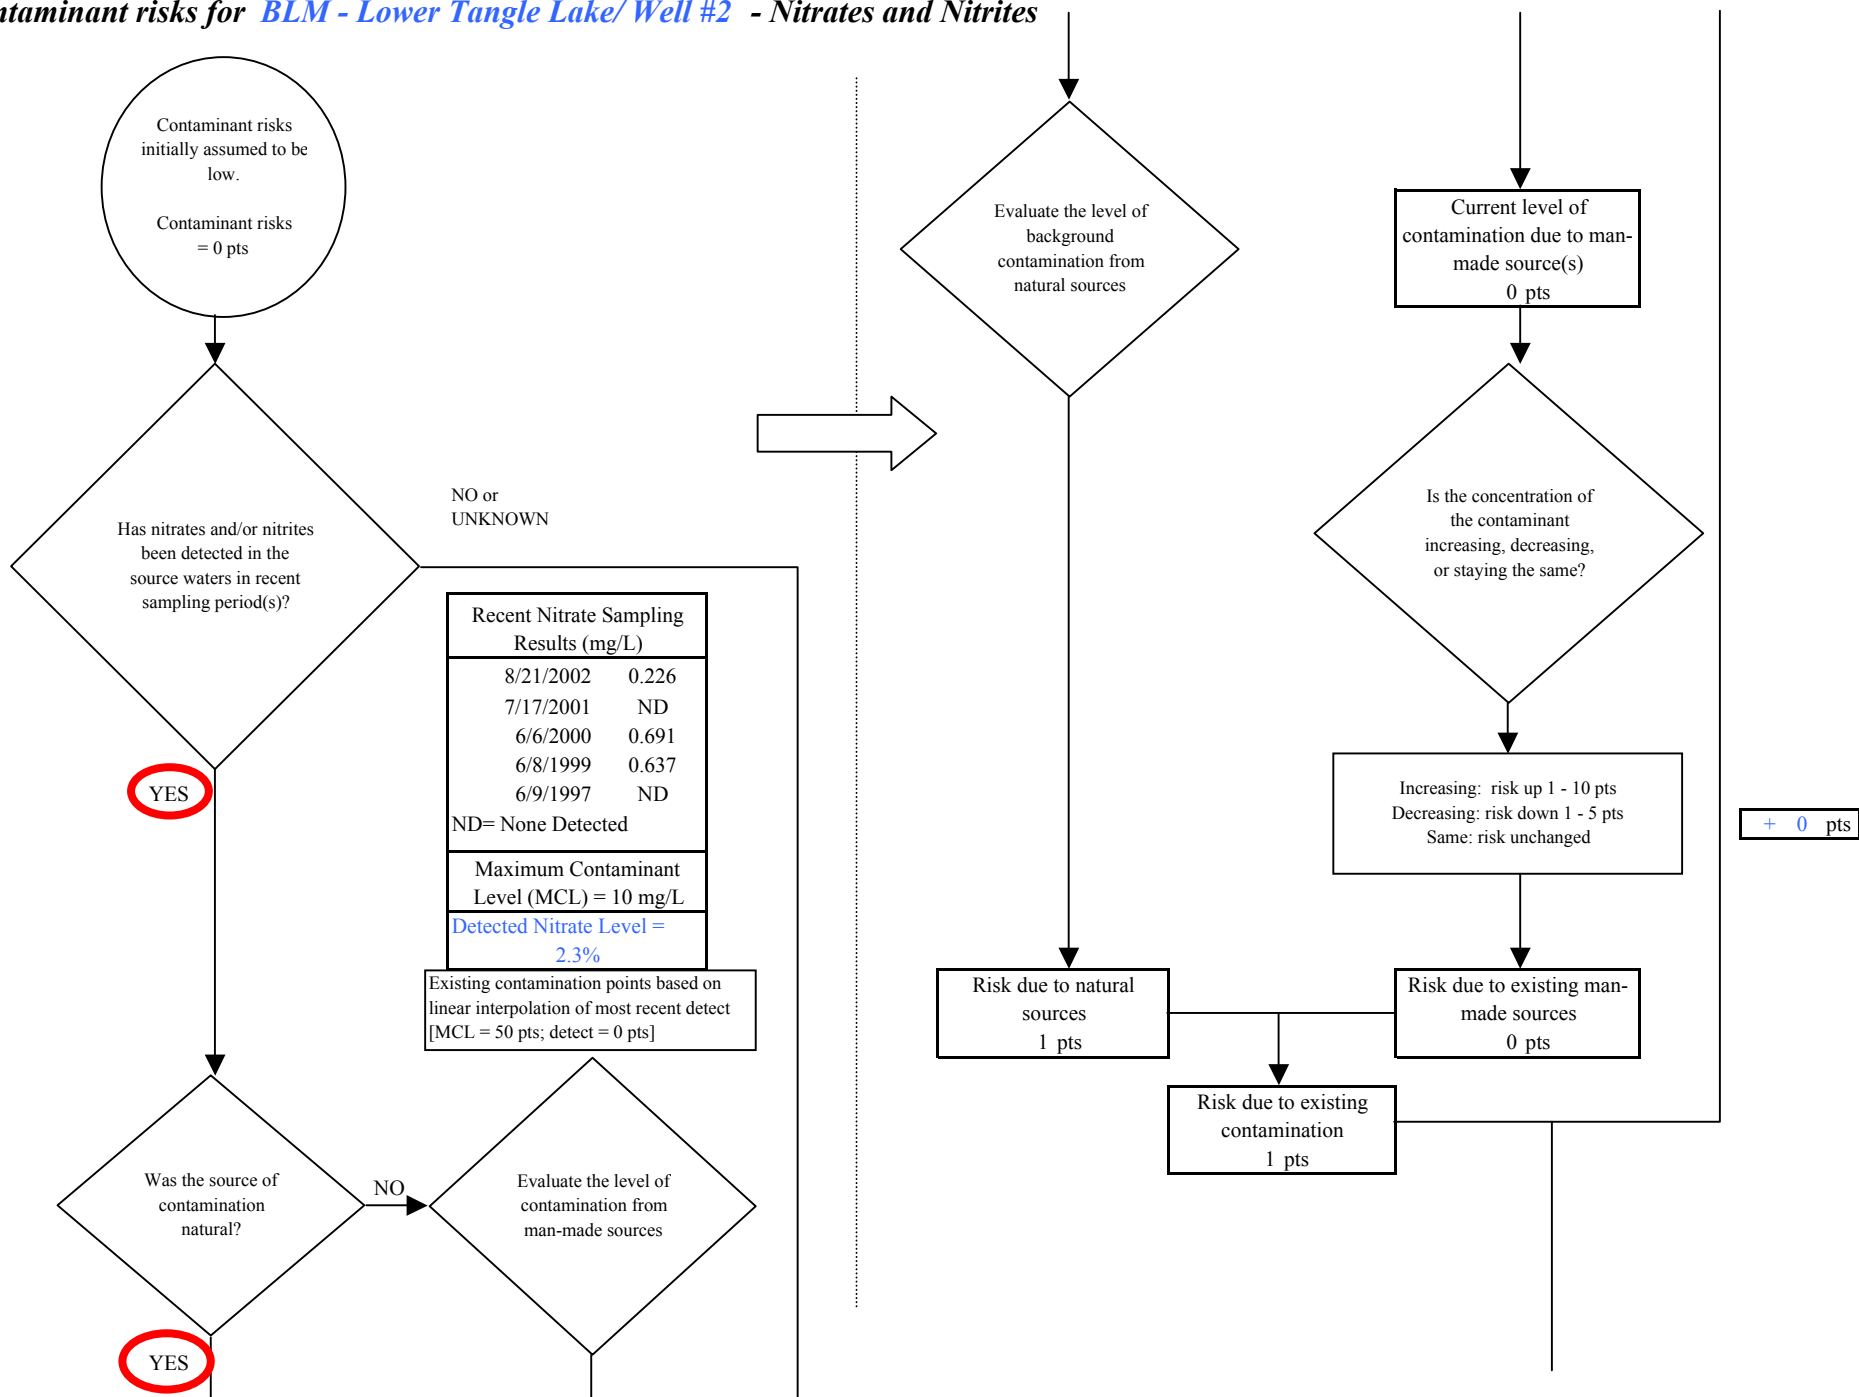 ntaminant risks for BLM - Lower Tangle Lake/ Well #2 - Nitrates and Nitrites
Contaminant risks
initially assumed to be
low.
Contaminant risks
= 0 pts
Has nitrates and/or nitrites
been detected in the
source waters in recent
sampling period(s)?
NO or
UNKNOWN
YES
Recent Nitrate Sampling
Results (mg/L)
8/21/2002 0.226
7/17/2001 ND
6/6/2000 0.691
6/8/1999 0.637
6/9/1997 ND
ND= None Detected
Maximum Contaminant
Level (MCL) = 10 mg/L
Detected Nitrate Level =
2.3%
Existing contamination points based on
linear interpolation of most recent detect
[MCL = 50 pts; detect = 0 pts]
Was the source of
contamination
natural?
NO
Evaluate the level of
contamination from
man-made sources
YES
Evaluate the level of
background
contamination from
natural sources
Current level of
contamination due to man-
made source(s)
0 pts
Is the concentration of
the contaminant
increasing, decreasing,
or staying the same?
Increasing: risk up 1 - 10 pts
Decreasing: risk down 1 - 5 pts
Same: risk unchanged
+ 0 pts
Risk due to natural
sources
1 pts
Risk due to existing man-
made sources
0 pts
Risk due to existing
contamination
1 pts